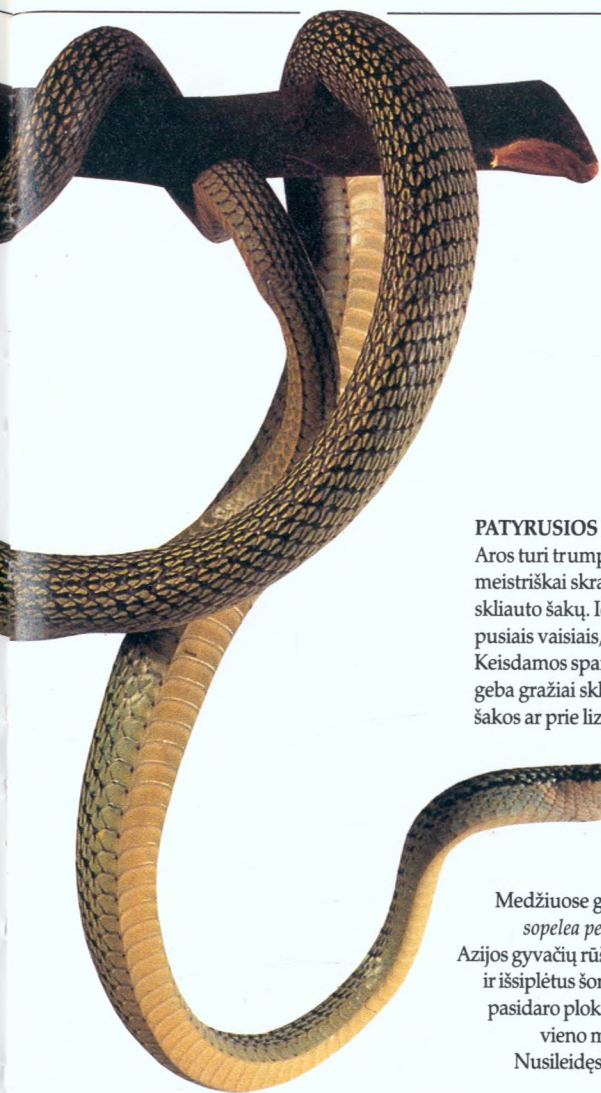 PATYRUSIOS
Aros turi trump
meistriškai skra
skliauto šakų. I
pusiais vaisiais,
Keisdamos spar
geba gražiai skl
šakos ar prie liz
Medžiuose g
sopelea pe
Azijos gyvačių rūš
ir išsiplėtus šon
pasidaro plok
vieno m
Nusileidęs